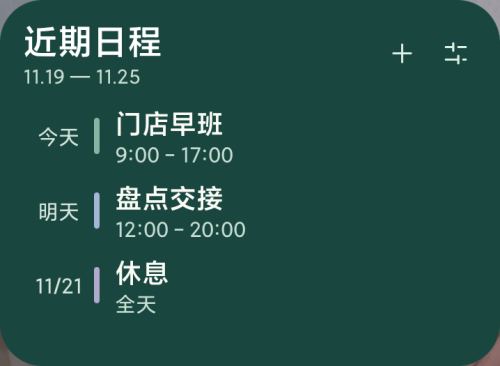 近期日程
11.19 — 11.25
今天
门店早班
9:00 – 17:00
明天
盘点交接
12:00 – 20:00
11/21
休息
全天